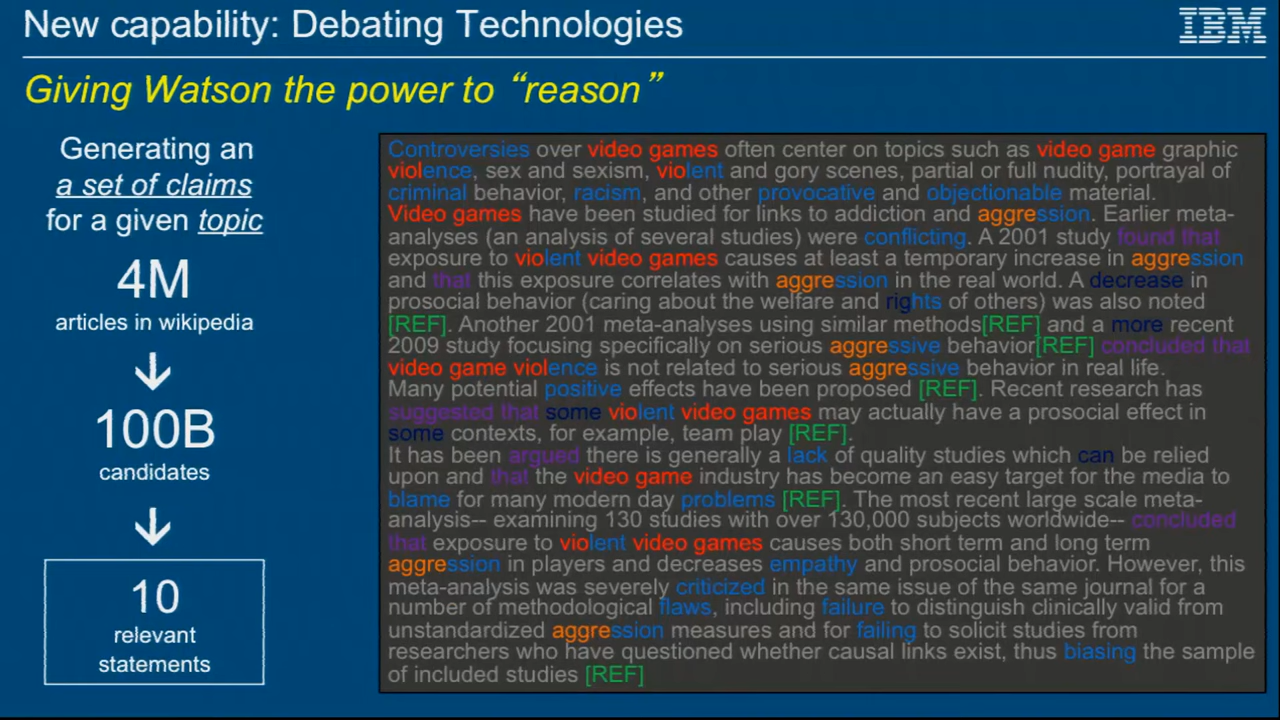 New capability: Debating Technologies
IBM
Giving Watson the power to “reason”
Generating an
a set of claims
for a given topic
4M
articles in wikipedia
100B
candidates
10
relevant
statements
Controversies over video games often center on topics such as video game graphic
violence, sex and sexism, violent and gory scenes, partial or full nudity, portrayal of
criminal behavior, racism, and other provocative and objectionable material.
Video games have been studied for links to addiction and aggression. Earlier meta-
analyses (an analysis of several studies) were conflicting. A 2001 study found that
exposure to violent video games causes at least a temporary increase in aggression
and that this exposure correlates with aggression in the real world. A decrease in
prosocial behavior (caring about the welfare and rights of others) was also noted
[REF]. Another 2001 meta-analyses using similar methods[REF] and a more recent
2009 study focusing specifically on serious aggressive behavior[REF] concluded that
video game violence is not related to serious aggressive behavior in real life.
Many potential positive effects have been proposed [REF]. Recent research has
suggested that some violent video games may actually have a prosocial effect in
some contexts, for example, team play [REF].
It has been argued there is generally a lack of quality studies which can be relied
upon and that the video game industry has become an easy target for the media to
blame for many modern day problems [REF]. The most recent large scale meta-
analysis-- examining 130 studies with over 130,000 subjects worldwide-- concluded
that exposure to violent video games causes both short term and long term
aggression in players and decreases empathy and prosocial behavior. However, this
meta-analysis was severely criticized in the same issue of the same journal for a
number of methodological flaws, including failure to distinguish clinically valid from
unstandardized aggression measures and for failing to solicit studies from
researchers who have questioned whether causal links exist, thus biasing the sample
of included studies [REF]